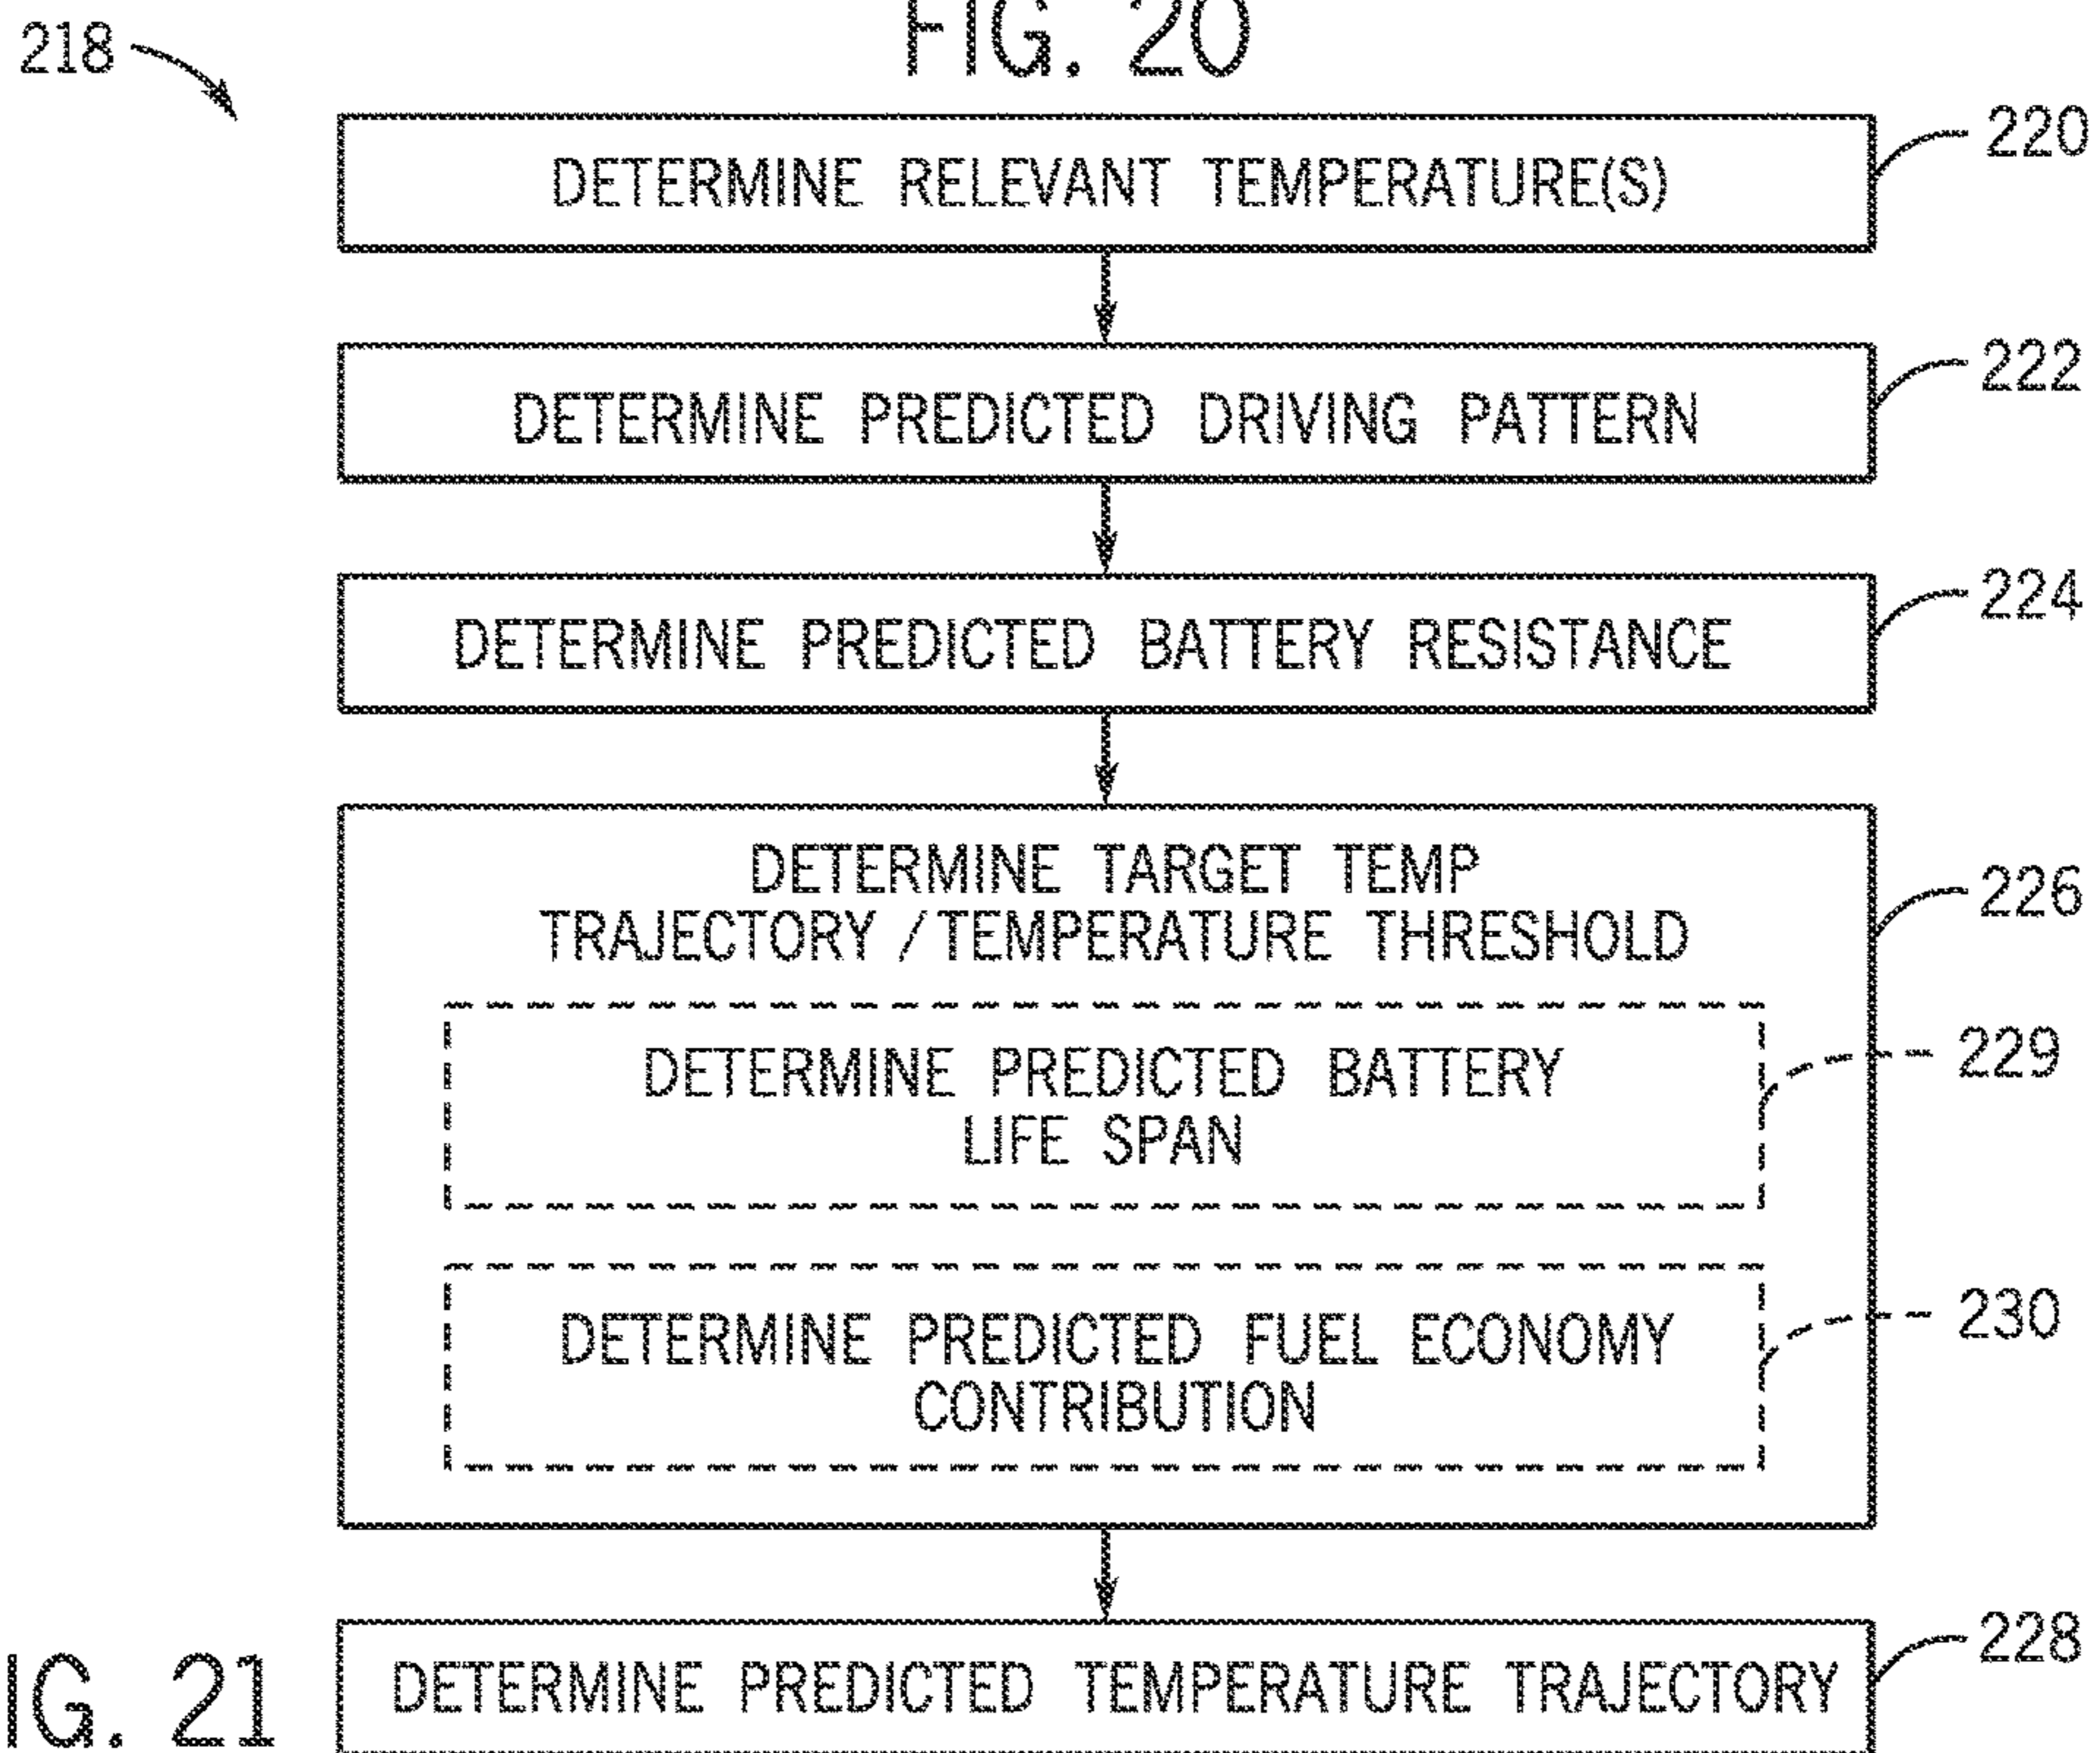 FIG. 20
218
DETERMINE RELEVANT TEMPERATURE(S)
220
DETERMINE PREDICTED DRIVING PATTERN
222
DETERMINE PREDICTED BATTERY RESISTANCE
224
DETERMINE TARGET TEMP
TRAJECTORY / TEMPERATURE THRESHOLD
226
DETERMINE PREDICTED BATTERY
LIFE SPAN
229
DETERMINE PREDICTED FUEL ECONOMY
CONTRIBUTION
230
DETERMINE PREDICTED TEMPERATURE TRAJECTORY
228
IG. 21